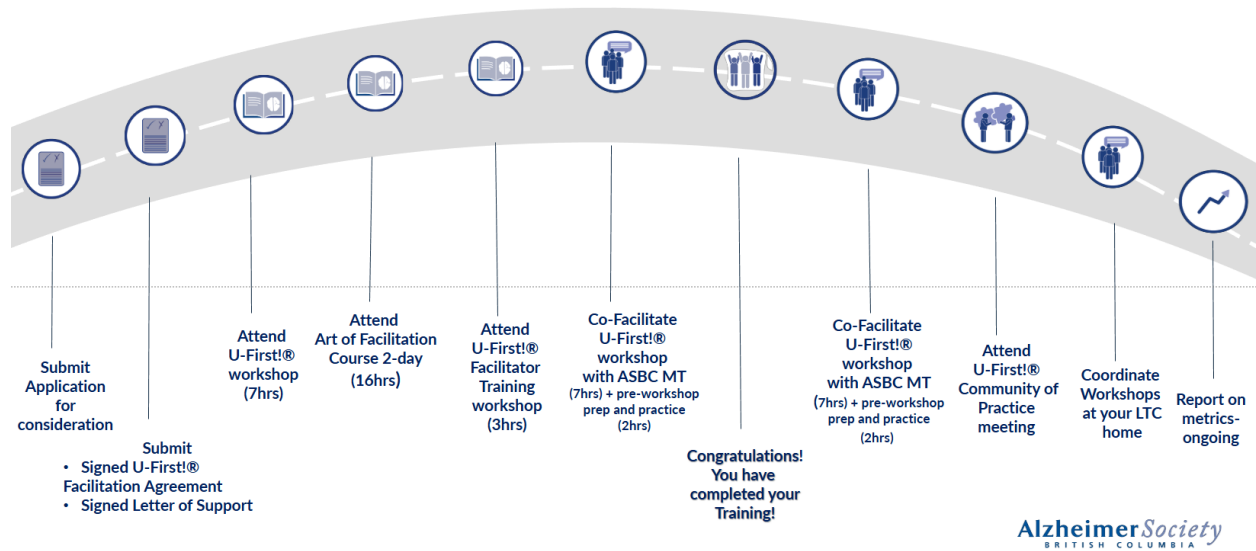 Submit
Application
for
consideration
Submit
• Signed U-First!®
Facilitation Agreement
• Signed Letter of Support
Attend
U-First!®
workshop
(7hrs)
Attend
Art of Facilitation
Course 2-day
(16hrs)
Attend
U-First!®
Facilitator
Training
workshop
(3hrs)
Co-Facilitate
U-First!®
workshop
with ASBC MT
(7hrs) + pre-workshop
prep and practice
(2hrs)
Congratulations!
You have
completed your
Training!
Co-Facilitate
U-First!®
workshop
with ASBC MT
(7hrs) + pre-workshop
prep and practice
(2hrs)
Attend
U-First!®
Community of
Practice
meeting
Coordinate
Workshops
at your LTC
home
Report on
metrics-
ongoing
Alzheimer Society
BRITISH COLUMBIA